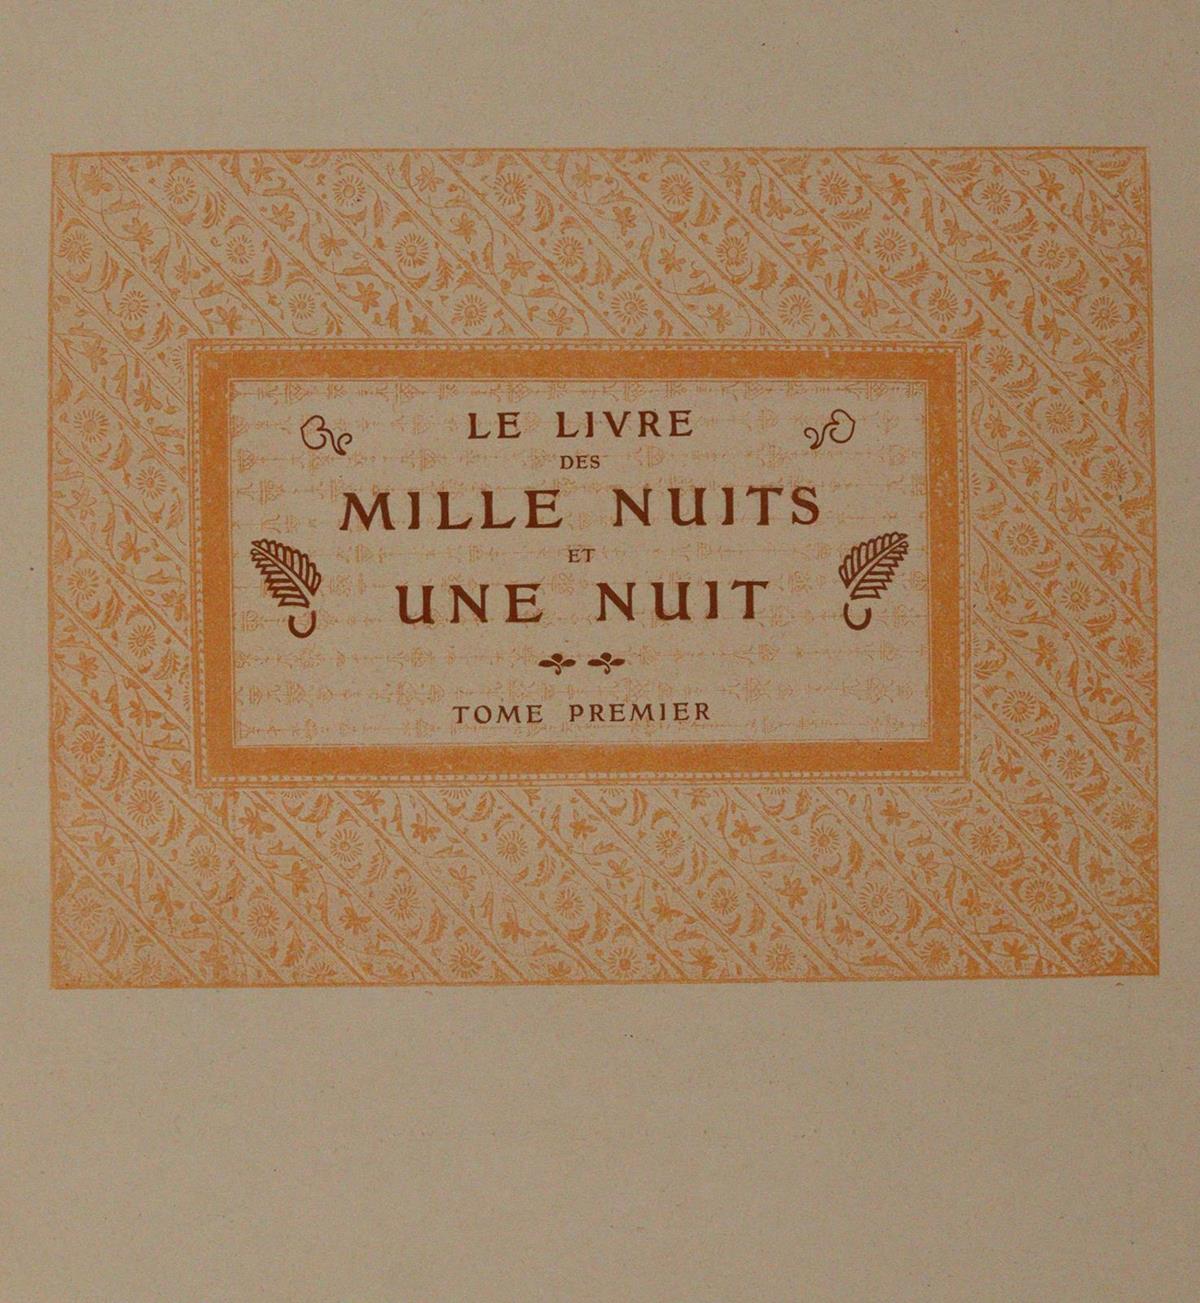 LE LIVRE
DES
MILLE NUITS
ET
UNE NUIT
TOME PREMIER